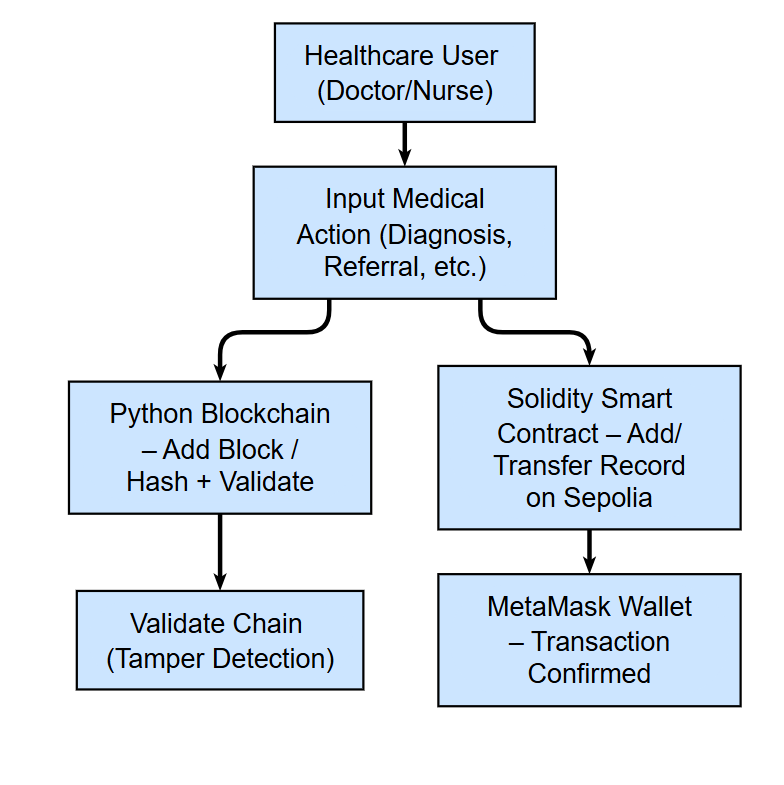 Healthcare User
(Doctor/Nurse)
Input Medical
Action (Diagnosis,
Referral, etc.)
Python Blockchain
– Add Block /
Hash + Validate
Solidity Smart
Contract – Add/
Transfer Record
on Sepolia
Validate Chain
(Tamper Detection)
MetaMask Wallet
– Transaction
Confirmed